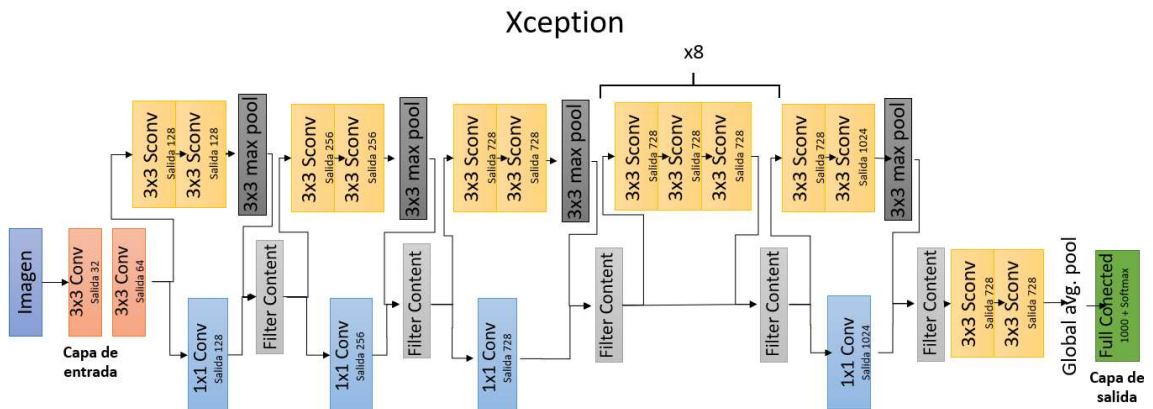 Xception
x8
Imagen
3x3 Conv
Salida 32
3x3 Conv
Salida 64
Capa de
entrada
3x3 Sconv
Salida 128
3x3 Sconv
Salida 128
3x3 max pool
1x1 Conv
Salida 128
Filter Content
3x3 Sconv
Salida 256
3x3 Sconv
Salida 256
3x3 max pool
1x1 Conv
Salida 256
Filter Content
3x3 Sconv
Salida 728
3x3 Sconv
Salida 728
3x3 max pool
1x1 Conv
Salida 728
Filter Content
3x3 Sconv
Salida 728
3x3 Sconv
Salida 728
3x3 Sconv
Salida 728
Filter Content
3x3 Sconv
Salida 728
3x3 Sconv
Salida 1024
3x3 max pool
1x1 Conv
Salida 1024
Filter Content
3x3 Sconv
Salida 728
3x3 Sconv
Salida 728
Global avg. pool
Full Conected
1000 + Softmax
Capa de
salida